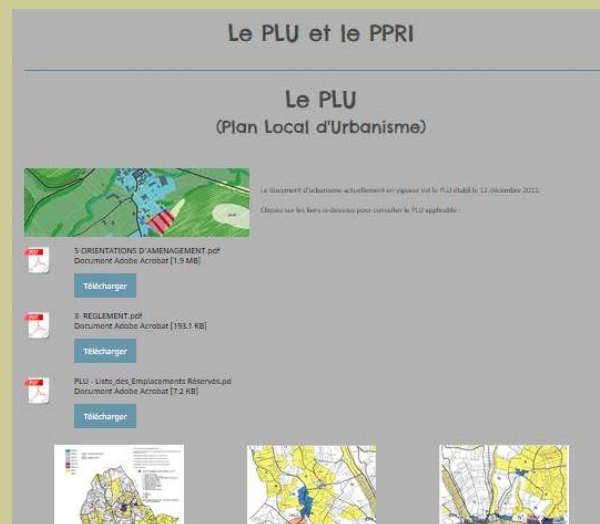 Le PLU et le PPRI
Le PLU
(Plan Local d'Urbanisme)
Le document d'urbanisme actuellement en vigueur est le PLU établi le 12 décembre 2011.
Cliquez sur les liens ci-dessous pour consulter le PLU applicable :
PDF
5-ORIENTATIONS D'AMENAGEMENT.pdf
Document Adobe Acrobat [1.9 MB]
Télécharger
PDF
3- REGLEMENT.pdf
Document Adobe Acrobat [193.1 KB]
Télécharger
PDF
PLU - Liste_des_Emplacements Réservés.pd
Document Adobe Acrobat [7.2 KB]
Télécharger